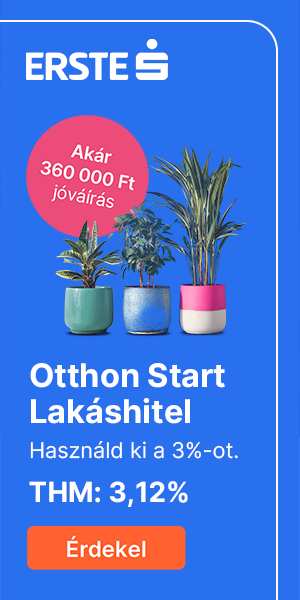 ERSTE
Akár
360 000 Ft
jóváírás
Otthon Start
Lakáshitel
Használd ki a 3%-ot.
THM: 3,12%
Érdekel